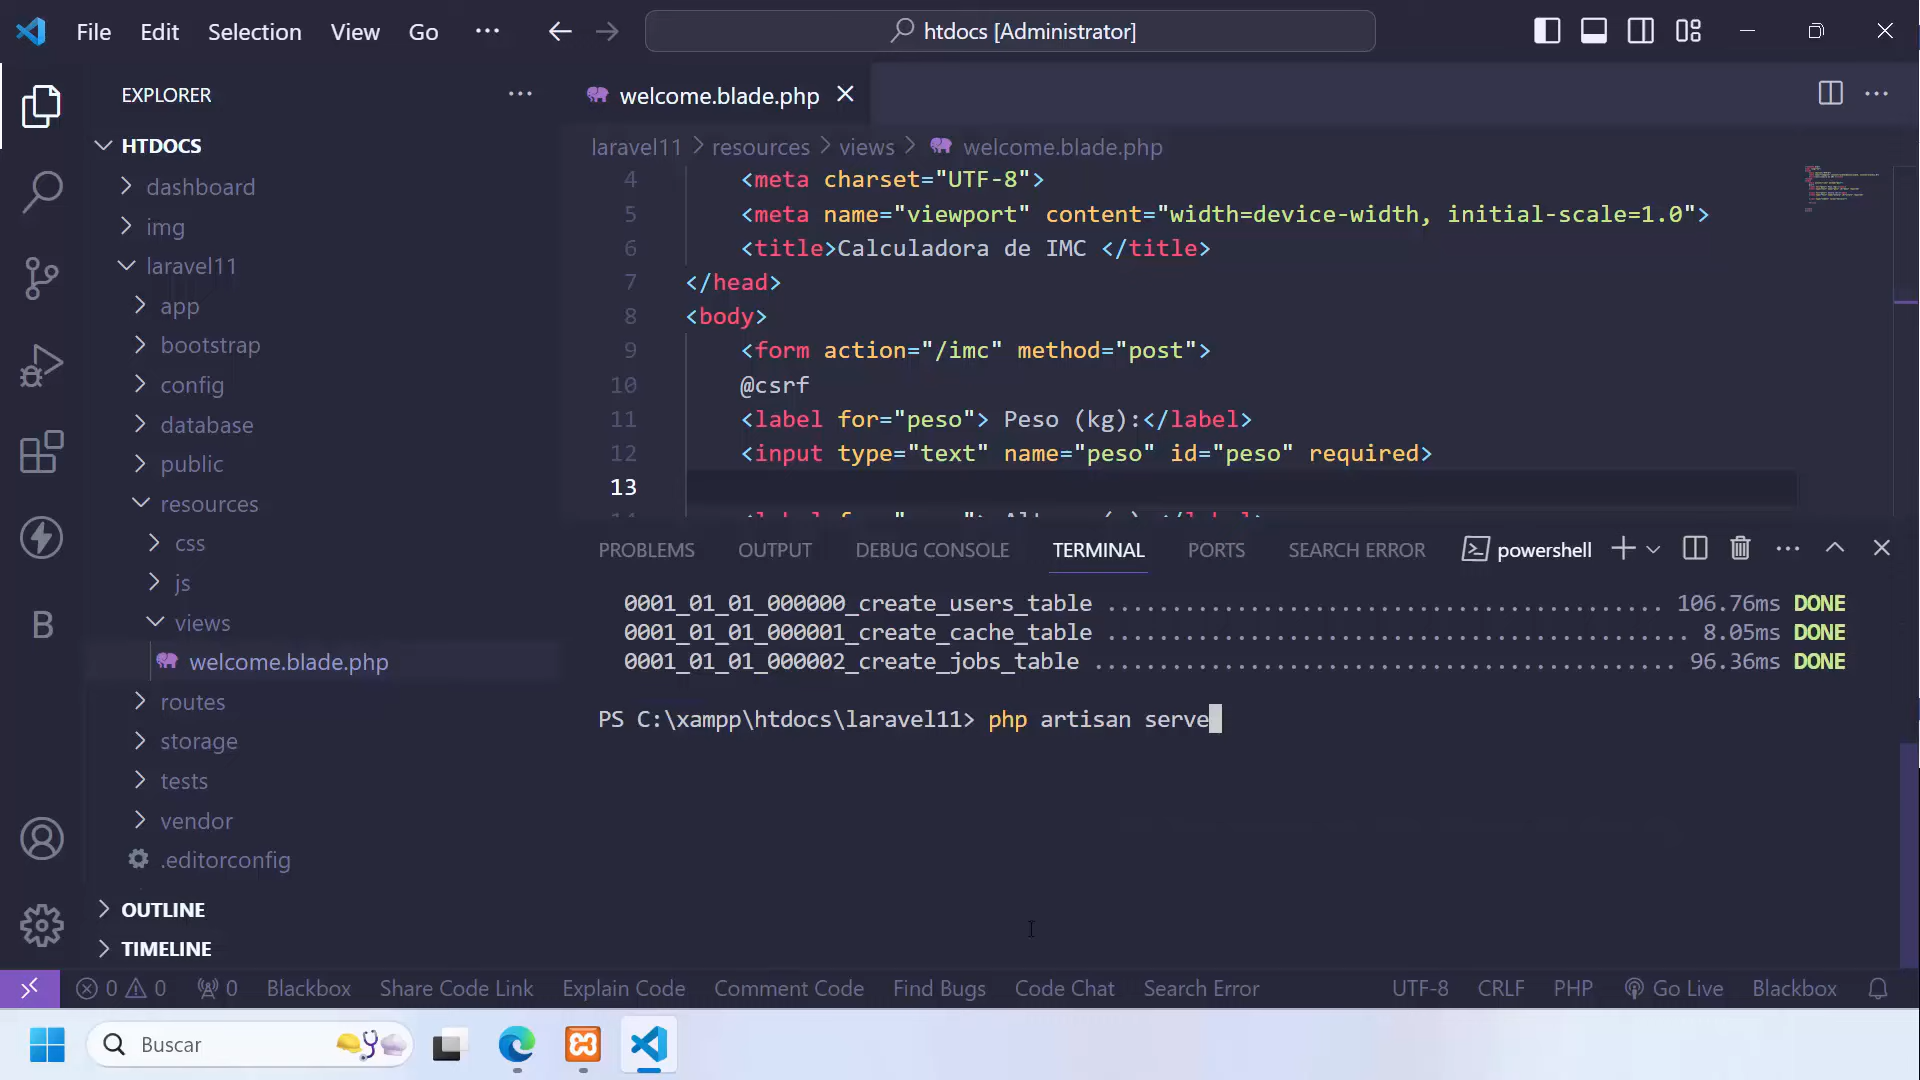 File Edit Selection View Go ··· htdocs [Administrator]
EXPLORER ···
HTDOCS
dashboard
img
laravel11
app
bootstrap
config
database
public
resources
css
js
views
welcome.blade.php
routes
storage
tests
vendor
.editorconfig
OUTLINE
TIMELINE
welcome.blade.php
laravel11 > resources > views > welcome.blade.php
4 <meta charset="UTF-8">
5 <meta name="viewport" content="width=device-width, initial-scale=1.0">
6 <title>Calculadora de IMC </title>
7 </head>
8 <body>
9 <form action="/imc" method="post">
10 @csrf
11 <label for="peso"> Peso (kg):</label>
12 <input type="text" name="peso" id="peso" required>
13
PROBLEMS OUTPUT DEBUG CONSOLE TERMINAL PORTS SEARCH ERROR powershell
0001_01_01_000000_create_users_table ........................................... 106.76ms DONE
0001_01_01_000001_create_cache_table ............................................. 8.05ms DONE
0001_01_01_000002_create_jobs_table ............................................. 96.36ms DONE
PS C:\xampp\htdocs\laravel11> php artisan serve
0 0 0 Blackbox Share Code Link Explain Code Comment Code Find Bugs Code Chat Search Error UTF-8 CRLF PHP Go Live Blackbox
Buscar